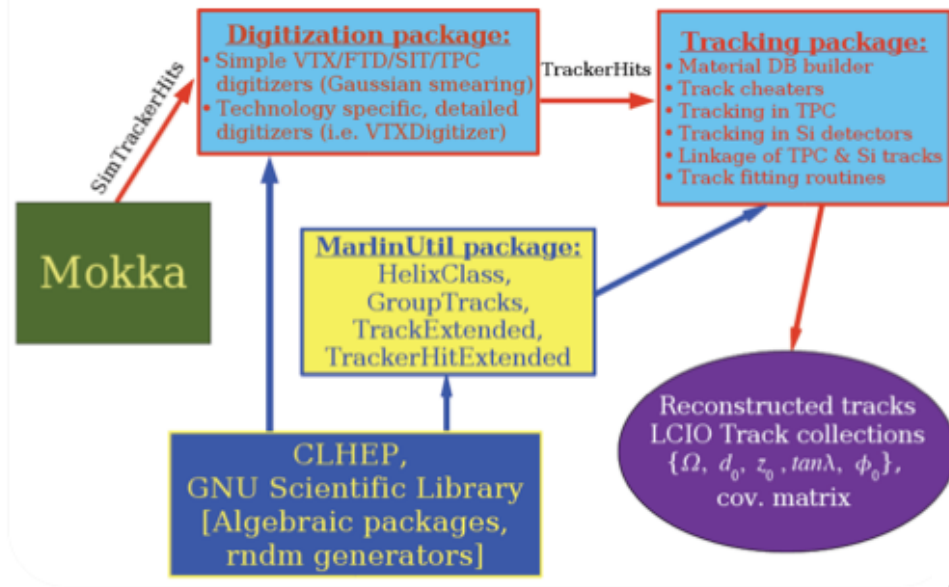 Digitization package:
• Simple VTX/FTD/SIT/TPC
digitizers (Gaussian smearing)
• Technology specific, detailed
digitizers (i.e. VTXDigitizer)
TrackerHits
Tracking package:
• Material DB builder
• Track cheaters
• Tracking in TPC
• Tracking in Si detectors
• Linkage of TPC & Si tracks
• Track fitting routines
SimTrackerHits
Mokka
MarlinUtil package:
HelixClass,
GroupTracks,
TrackExtended,
TrackerHitExtended
Reconstructed tracks
LCIO Track collections
{Ω, d₀, z₀ ,tanλ, ϕ₀},
cov. matrix
CLHEP,
GNU Scientific Library
[Algebraic packages,
rndm generators]